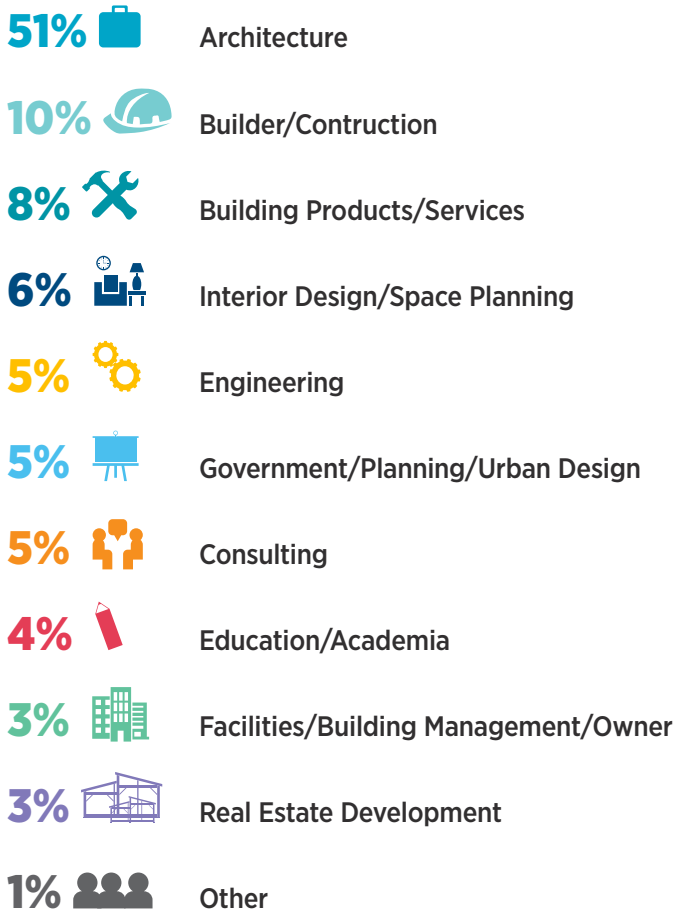 51% Architecture
10% Builder/Contruction
8% Building Products/Services
6% Interior Design/Space Planning
5% Engineering
5% Government/Planning/Urban Design
5% Consulting
4% Education/Academia
3% Facilities/Building Management/Owner
3% Real Estate Development
1% Other